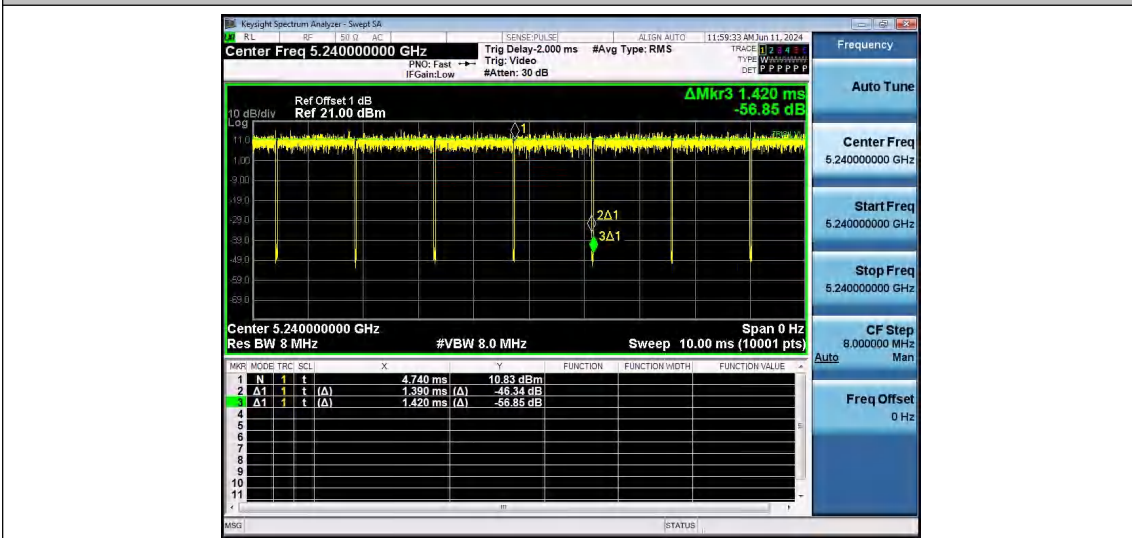 Keysight Spectrum Analyzer - Swept SA
RL RF 50 Ω AC SENSE:PULSE ALIGN AUTO 11:59:33 AM Jun 11, 2024
Center Freq 5.240000000 GHz
PNO: Fast
IFGain:Low
Trig Delay-2.000 ms
Trig: Video
#Atten: 30 dB
#Avg Type: RMS
TRACE 1 2 3 4 5 6
TYPE W
DET P P P P P P
ΔMkr3 1.420 ms
-56.85 dB
10 dB/div
Log
Ref Offset 1 dB
Ref 21.00 dBm
11.0
1.00
-9.00
-19.0
-29.0
-39.0
-49.0
-59.0
-69.0
1
2Δ1
3Δ1
Center 5.240000000 GHz Span 0 Hz
Res BW 8 MHz #VBW 8.0 MHz Sweep 10.00 ms (10001 pts)
MKR MODE TRC SCL X Y FUNCTION FUNCTION WIDTH FUNCTION VALUE
1 N 1 t 4.740 ms 10.83 dBm
2 Δ1 1 t (Δ) 1.390 ms (Δ) -46.34 dB
3 Δ1 1 t (Δ) 1.420 ms (Δ) -56.85 dB
4
5
6
7
8
9
10
11
MSG STATUS
Frequency
Auto Tune
Center Freq
5.240000000 GHz
Start Freq
5.240000000 GHz
Stop Freq
5.240000000 GHz
CF Step
8.000000 MHz
Auto Man
Freq Offset
0 Hz